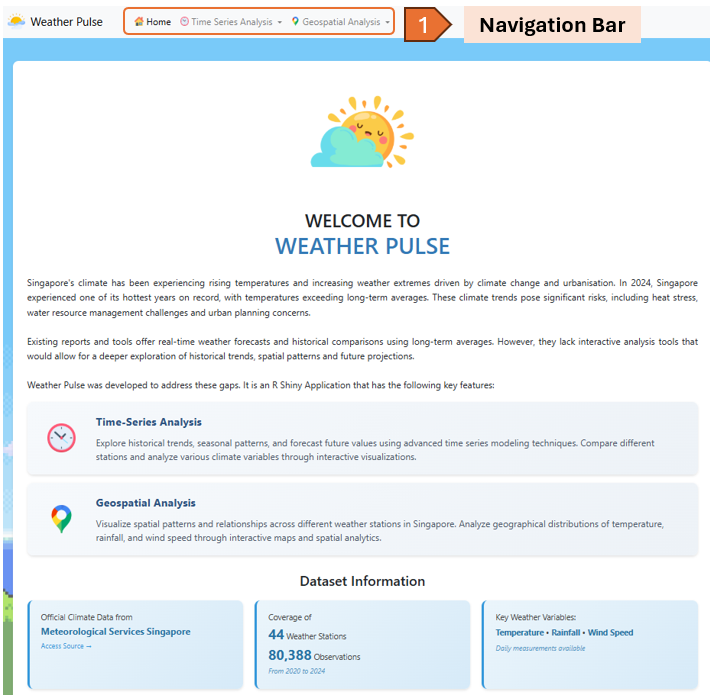 Weather Pulse
Home
Time Series Analysis
Geospatial Analysis
1
Navigation Bar
WELCOME TO
WEATHER PULSE
Singapore's climate has been experiencing rising temperatures and increasing weather extremes driven by climate change and urbanisation. In 2024, Singapore
experienced one of its hottest years on record, with temperatures exceeding long-term averages. These climate trends pose significant risks, including heat stress,
water resource management challenges and urban planning concerns.
Existing reports and tools offer real-time weather forecasts and historical comparisons using long-term averages. However, they lack interactive analysis tools that
would allow for a deeper exploration of historical trends, spatial patterns and future projections.
Weather Pulse was developed to address these gaps. It is an R Shiny Application that has the following key features:
Time-Series Analysis
Explore historical trends, seasonal patterns, and forecast future values using advanced time series modeling techniques. Compare different
stations and analyze various climate variables through interactive visualizations.
Geospatial Analysis
Visualize spatial patterns and relationships across different weather stations in Singapore. Analyze geographical distributions of temperature,
rainfall, and wind speed through interactive maps and spatial analytics.
Dataset Information
Official Climate Data from
Meteorological Services Singapore
Access Source →
Coverage of
44 Weather Stations
80,388 Observations
From 2020 to 2024
Key Weather Variables:
Temperature • Rainfall • Wind Speed
Daily measurements available